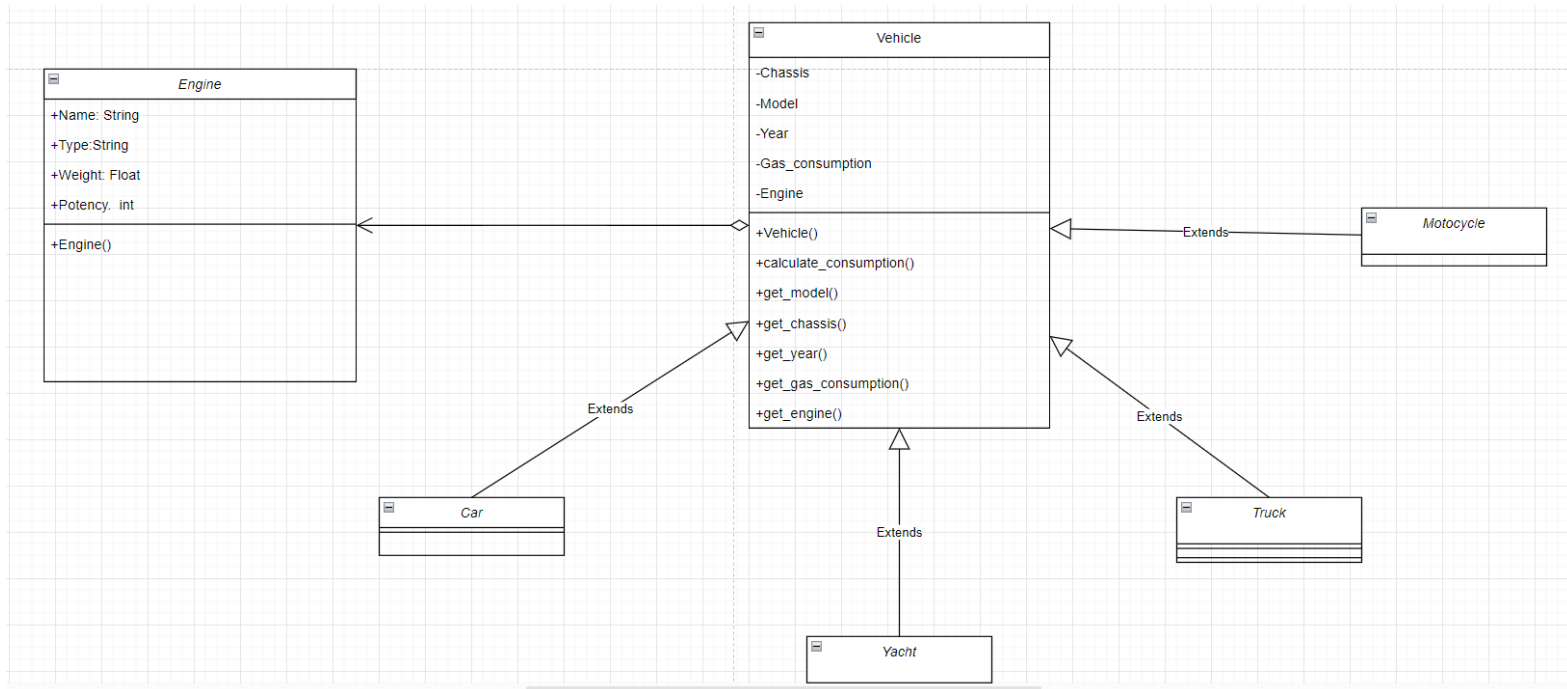 Engine
+Name: String
+Type:String
+Weight: Float
+Potency.  int
+Engine()
Vehicle
-Chassis
-Model
-Year
-Gas_consumption
-Engine
+Vehicle()
+calculate_consumption()
+get_model()
+get_chassis()
+get_year()
+get_gas_consumption()
+get_engine()
Extends
Motocycle
Extends
Car
Extends
Yacht
Extends
Truck